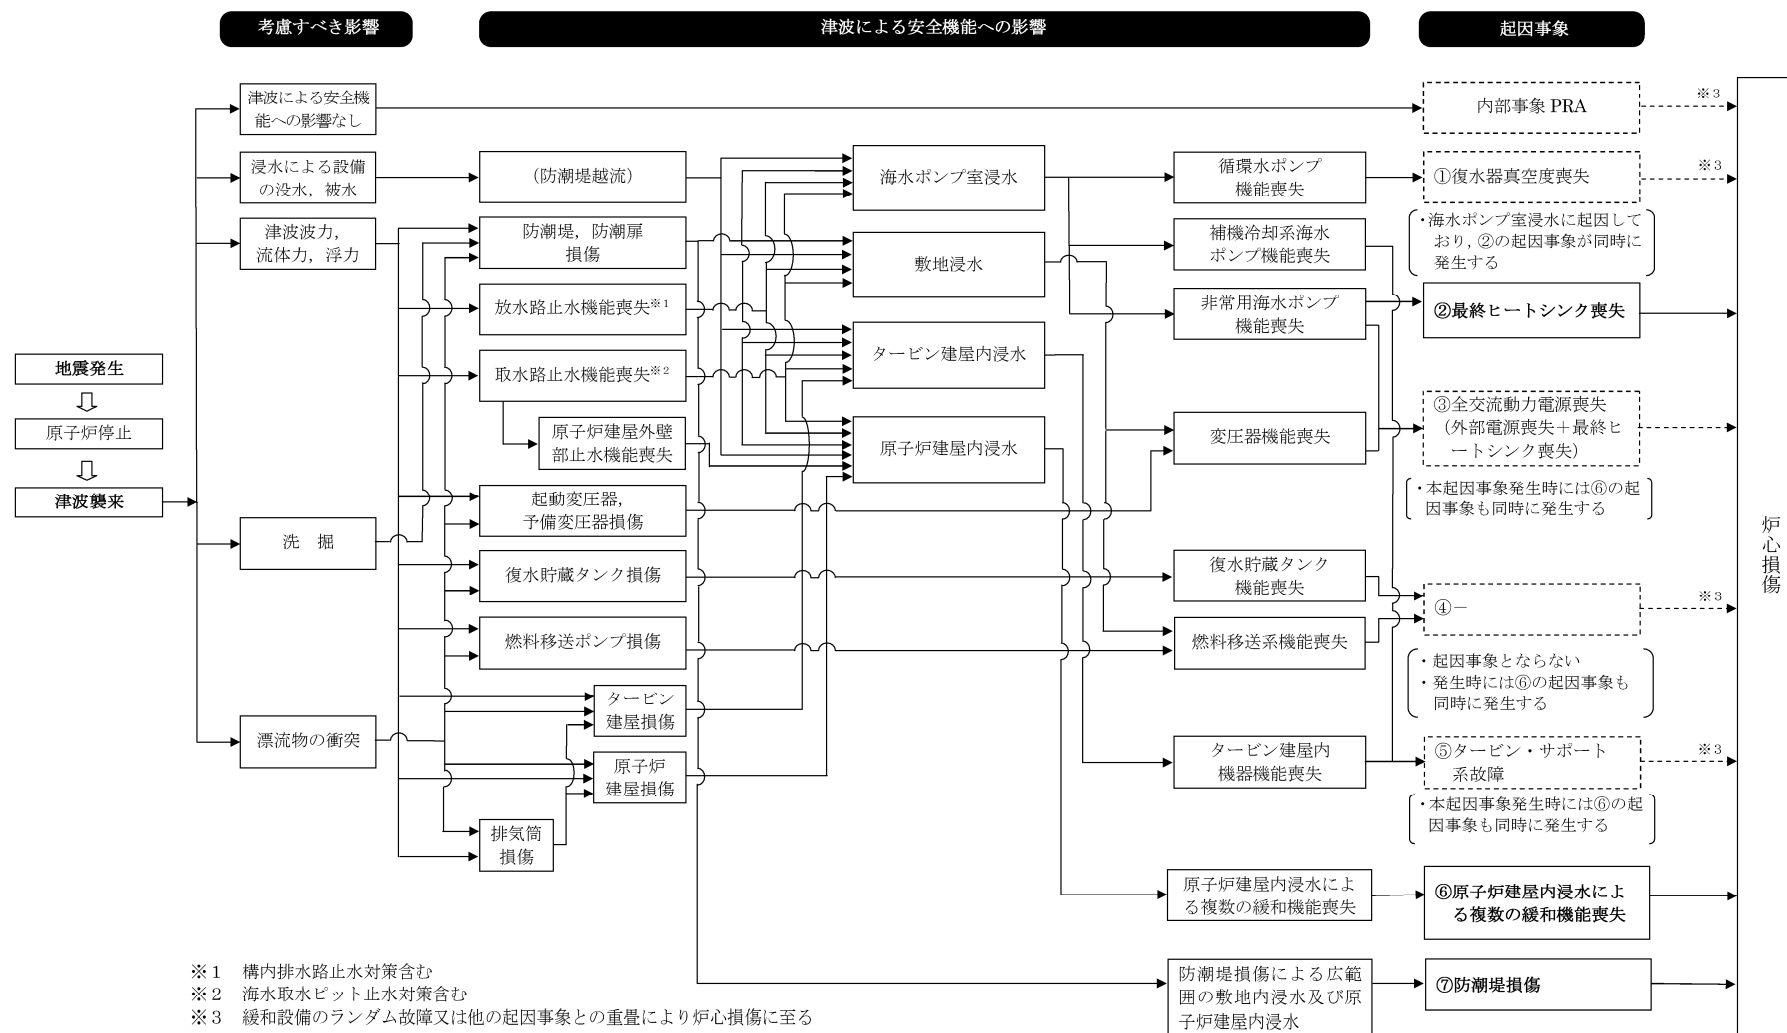 考慮すべき影響
津波による安全機能への影響
起因事象
津波による安全機
能への影響なし
内部事象 PRA
※3
浸水による設備
の没水，被水
(防潮堤越流)
海水ポンプ室浸水
循環水ポンプ
機能喪失
①復水器真空度喪失
※3
・海水ポンプ室浸水に起因して
おり，②の起因事象が同時に
発生する
津波波力，
流体力，浮力
防潮堤，防潮扉
損傷
敷地浸水
補機冷却系海水
ポンプ機能喪失
放水路止水機能喪失※1
非常用海水ポンプ
機能喪失
②最終ヒートシンク喪失
地震発生
原子炉停止
津波襲来
取水路止水機能喪失※2
タービン建屋内浸水
原子炉建屋外壁
部止水機能喪失
原子炉建屋内浸水
変圧器機能喪失
③全交流動力電源喪失
（外部電源喪失＋最終ヒ
ートシンク喪失）
・本起因事象発生時には⑥の起
因事象も同時に発生する
洗　掘
起動変圧器，
予備変圧器損傷
炉心損傷
復水貯蔵タンク損傷
復水貯蔵タンク
機能喪失
④－
※3
燃料移送ポンプ損傷
燃料移送系機能喪失
・起因事象とならない
・発生時には⑥の起因事象も
同時に発生する
漂流物の衝突
タービン
建屋損傷
原子炉
建屋損傷
タービン建屋内
機器機能喪失
⑤タービン・サポート
系故障
※3
・本起因事象発生時には⑥の起
因事象も同時に発生する
排気筒
損傷
原子炉建屋内浸水によ
る複数の緩和機能喪失
⑥原子炉建屋内浸水によ
る複数の緩和機能喪失
防潮堤損傷による広範
囲の敷地内浸水及び原
子炉建屋内浸水
⑦防潮堤損傷
※1　構内排水路止水対策含む
※2　海水取水ピット止水対策含む
※3　緩和設備のランダム故障又は他の起因事象との重畳により炉心損傷に至る